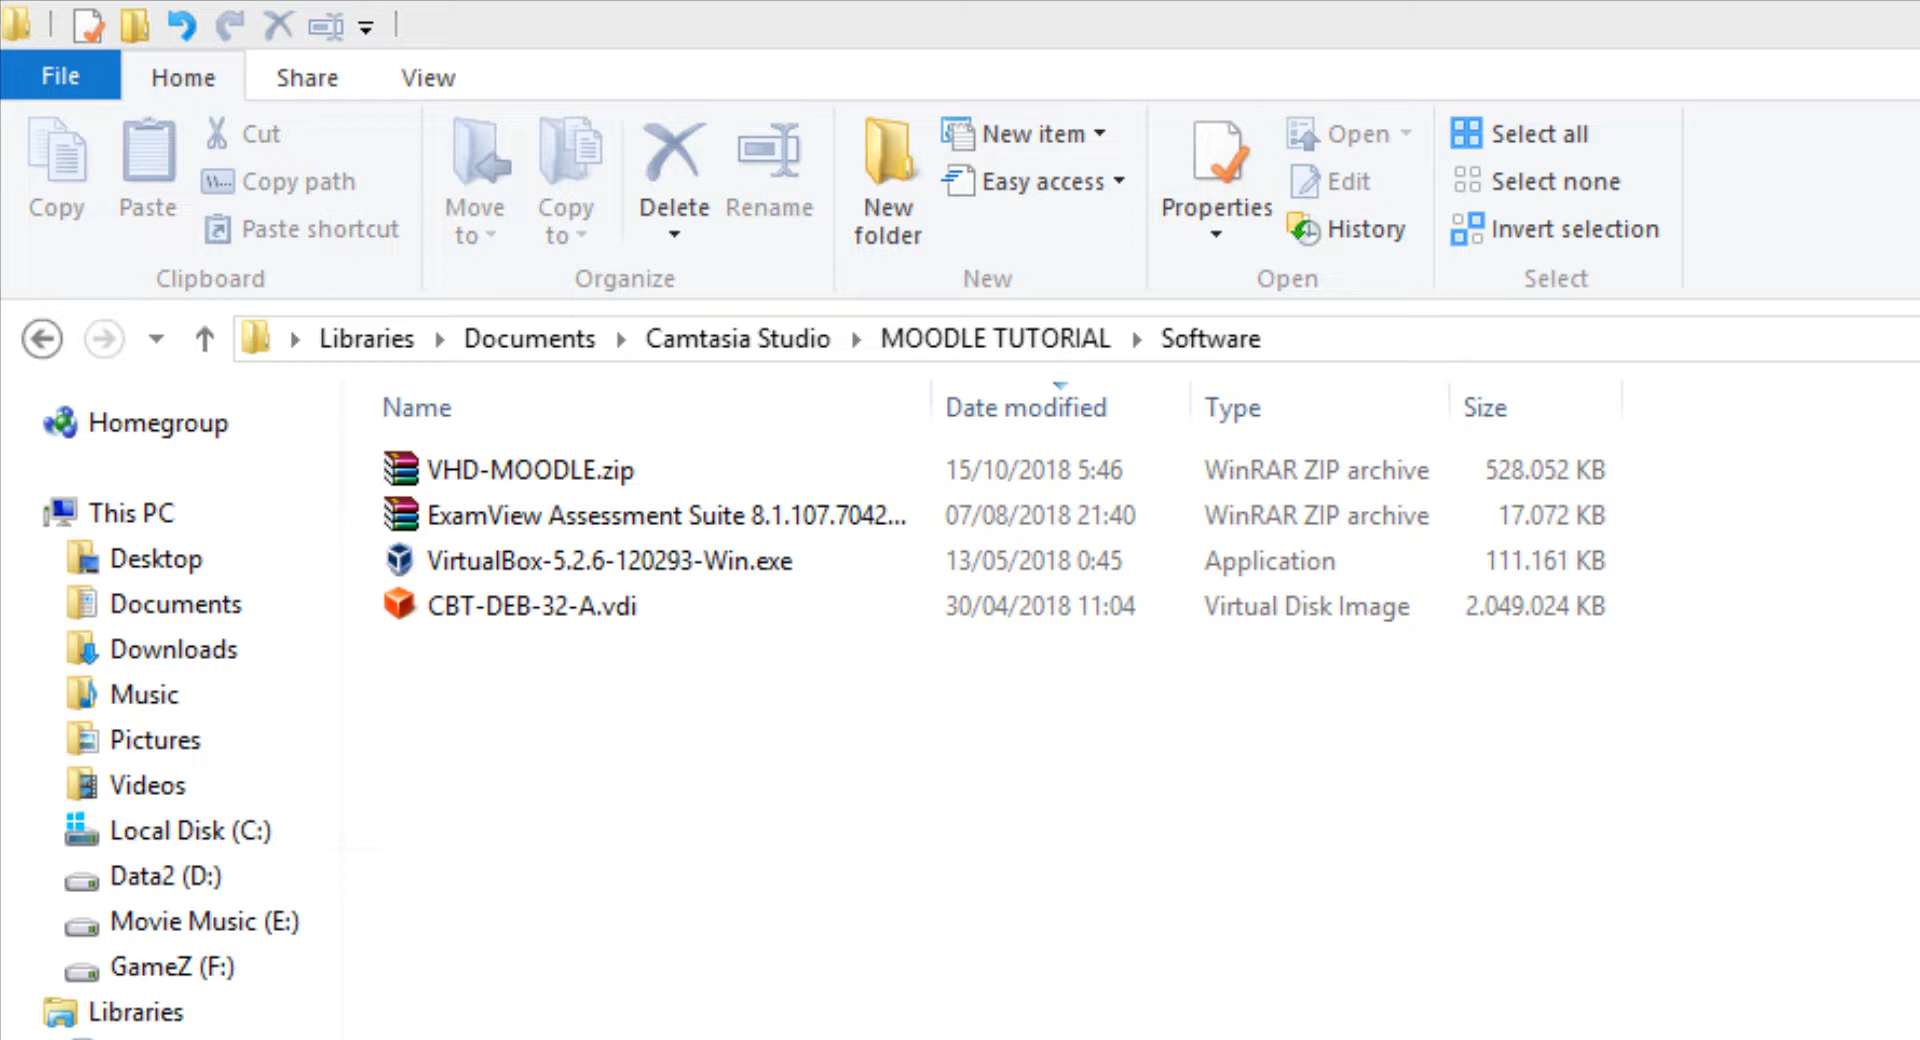 File Home Share View
Copy Paste Cut
Copy path
Paste shortcut
Clipboard
Move to Copy to Delete Rename
Organize
New folder New item
Easy access
New
Properties Open
Edit
History
Open
Select all
Select none
Invert selection
Select
Libraries Documents Camtasia Studio MOODLE TUTORIAL Software
Homegroup
This PC
Desktop
Documents
Downloads
Music
Pictures
Videos
Local Disk (C:)
Data2 (D:)
Movie Music (E:)
GameZ (F:)
Libraries
Name Date modified Type Size
VHD-MOODLE.zip 15/10/2018 5:46 WinRAR ZIP archive 528.052 KB
ExamView Assessment Suite 8.1.107.7042... 07/08/2018 21:40 WinRAR ZIP archive 17.072 KB
VirtualBox-5.2.6-120293-Win.exe 13/05/2018 0:45 Application 111.161 KB
CBT-DEB-32-A.vdi 30/04/2018 11:04 Virtual Disk Image 2.049.024 KB